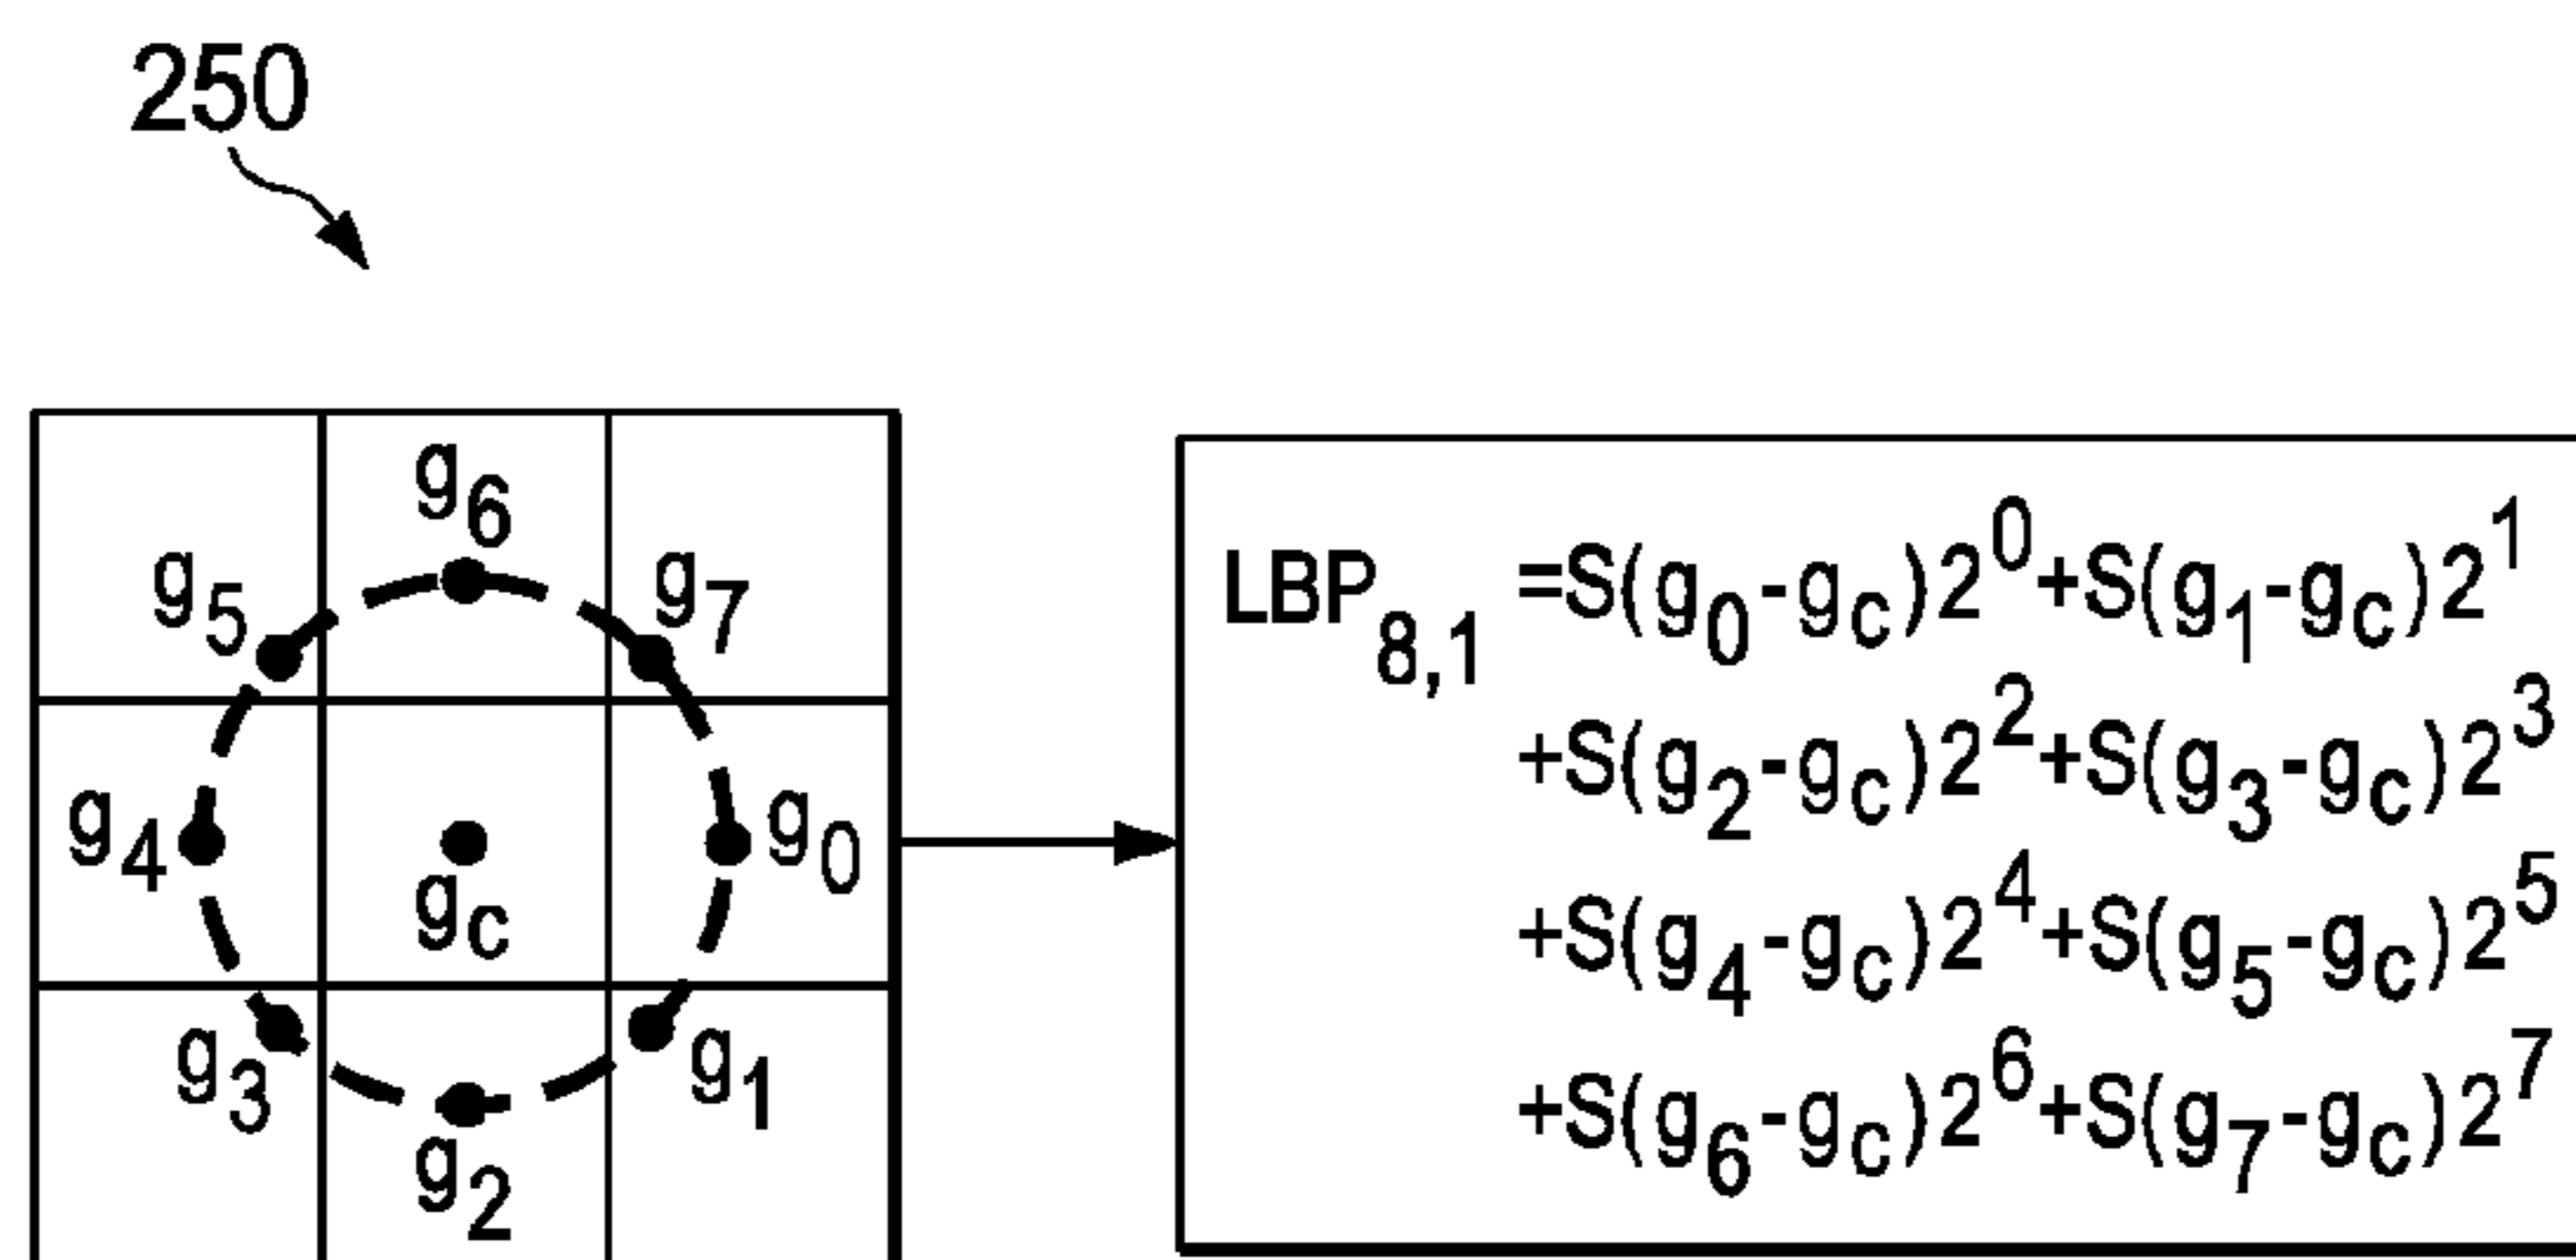 250
g6
g5 g7
g4 gc g0
g3 g1
g2
LBP8,1 =S(g0-gc)2^0+S(g1-gc)2^1
+S(g2-gc)2^2+S(g3-gc)2^3
+S(g4-gc)2^4+S(g5-gc)2^5
+S(g6-gc)2^6+S(g7-gc)2^7